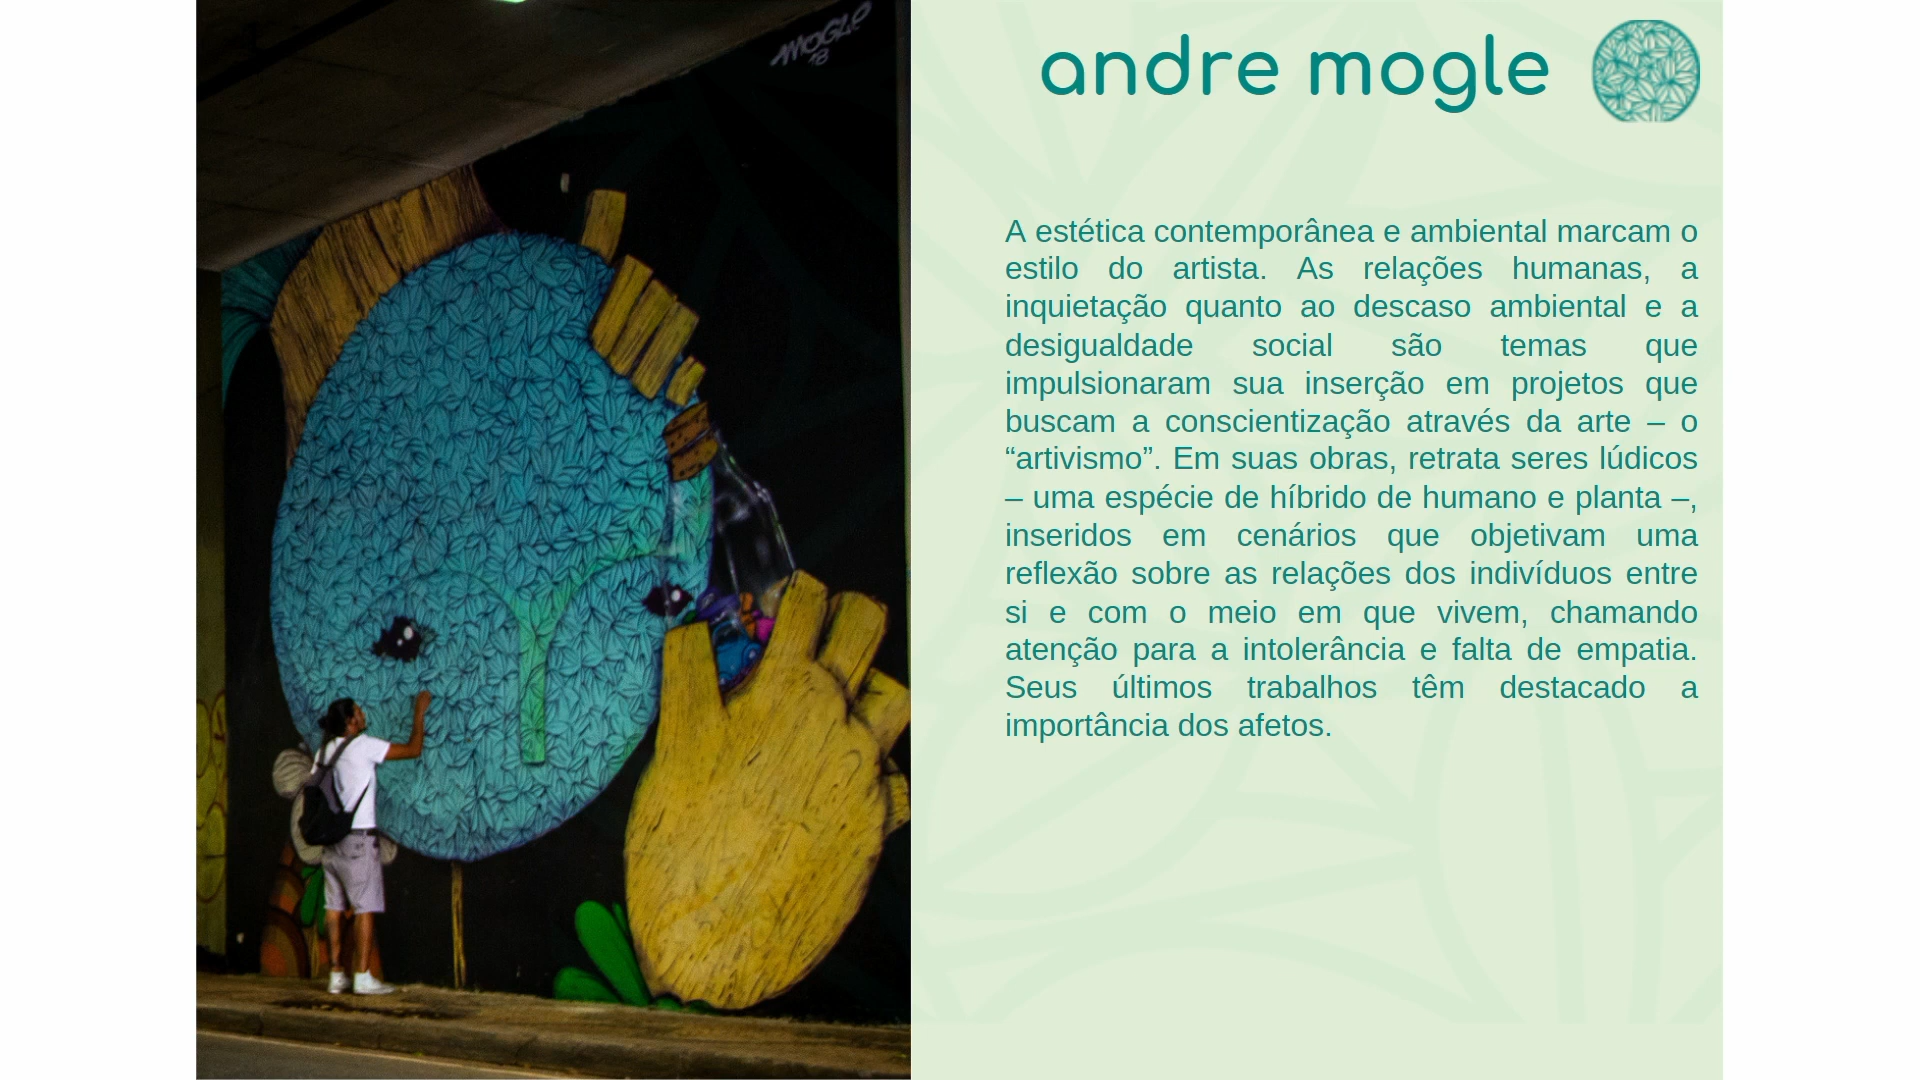 AMOGLO
18
andre mogle
A estética contemporânea e ambiental marcam o
estilo do artista. As relações humanas, a
inquietação quanto ao descaso ambiental e a
desigualdade social são temas que
impulsionaram sua inserção em projetos que
buscam a conscientização através da arte – o
“artivismo”. Em suas obras, retrata seres lúdicos
– uma espécie de híbrido de humano e planta –,
inseridos em cenários que objetivam uma
reflexão sobre as relações dos indivíduos entre
si e com o meio em que vivem, chamando
atenção para a intolerância e falta de empatia.
Seus últimos trabalhos têm destacado a
importância dos afetos.